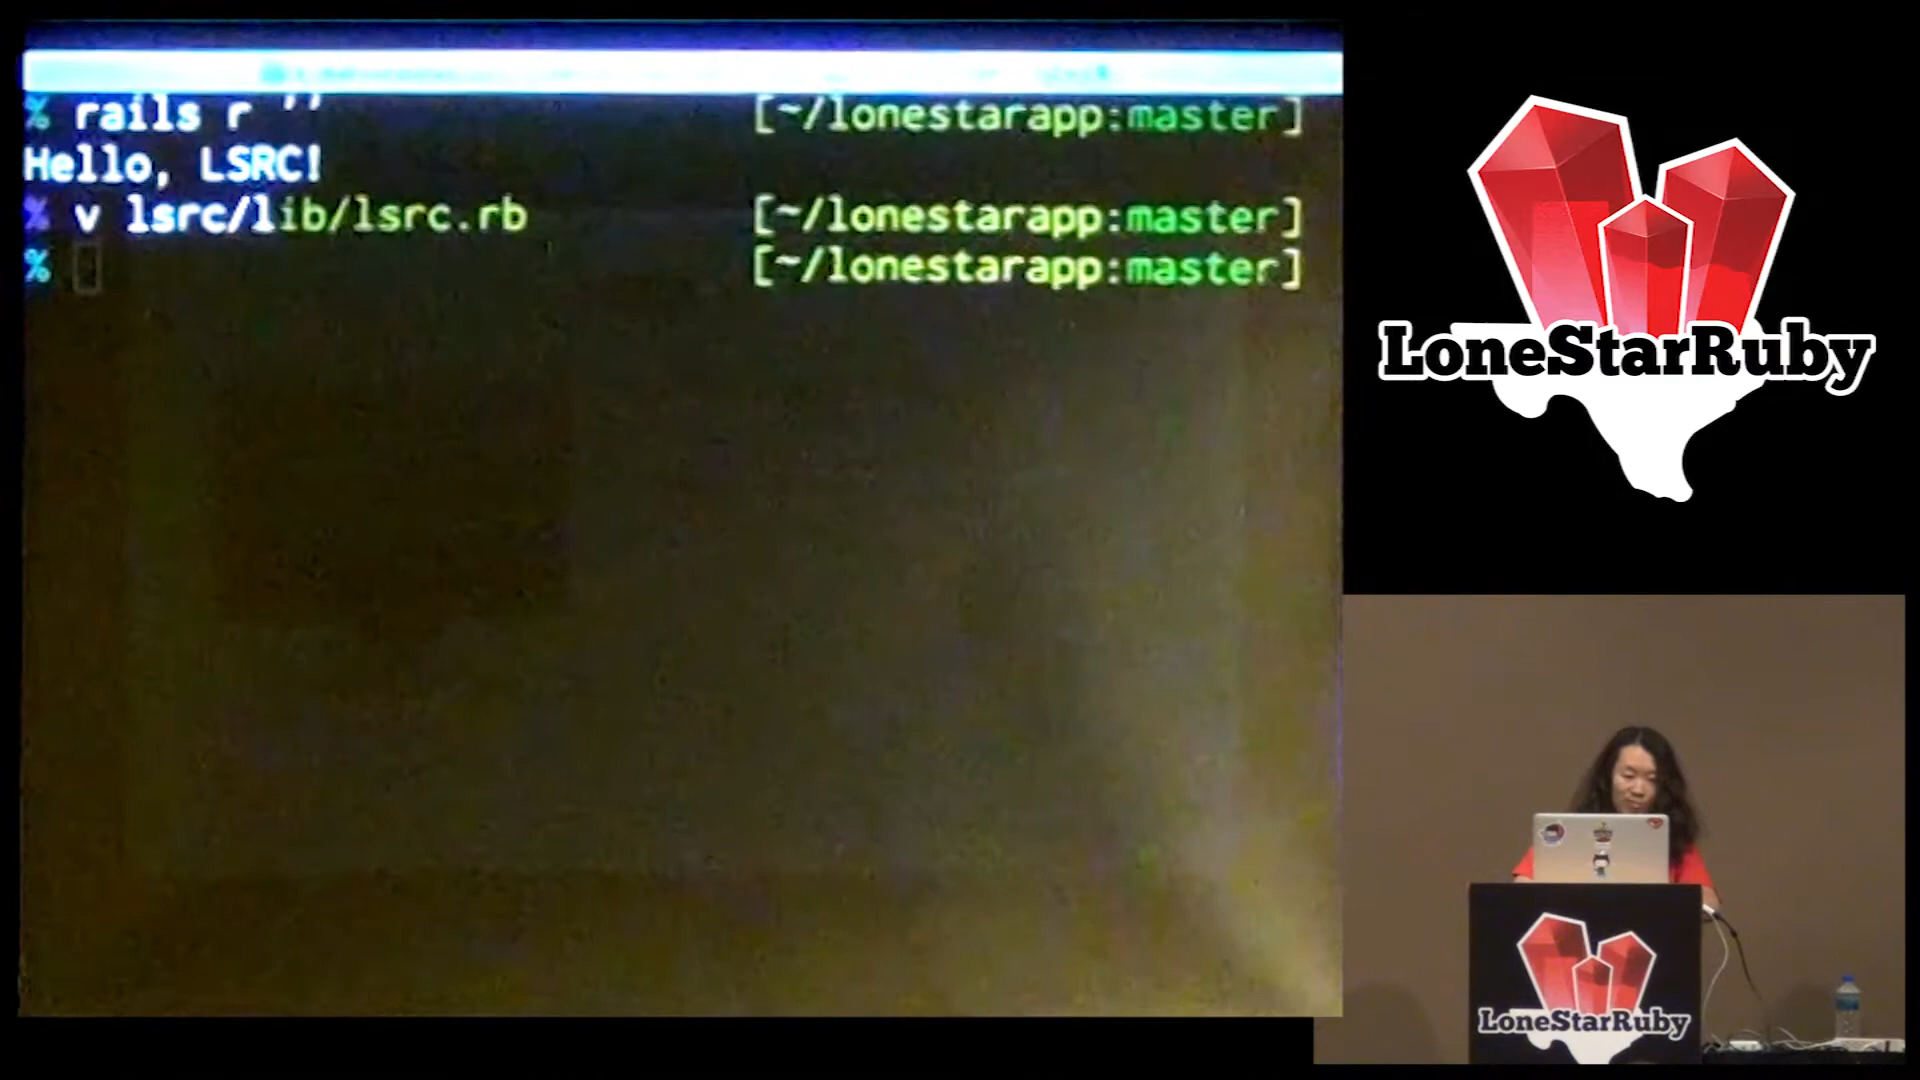 % rails r '' [~/lonestarapp:master]
Hello, LSRC!
% v lsrc/lib/lsrc.rb [~/lonestarapp:master]
% [~/lonestarapp:master]
LoneStarRuby
LoneStarRuby